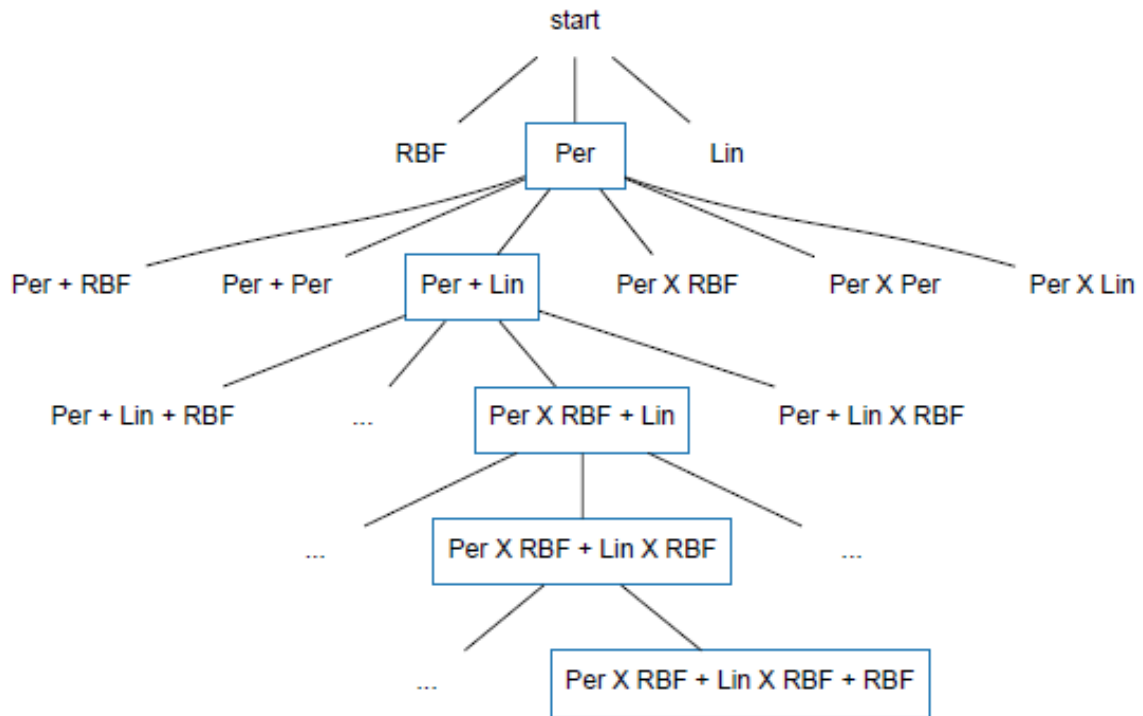 start
RBF
Per
Lin
Per + RBF
Per + Per
Per + Lin
Per X RBF
Per X Per
Per X Lin
Per + Lin + RBF
...
Per X RBF + Lin
Per + Lin X RBF
...
Per X RBF + Lin X RBF
...
...
Per X RBF + Lin X RBF + RBF